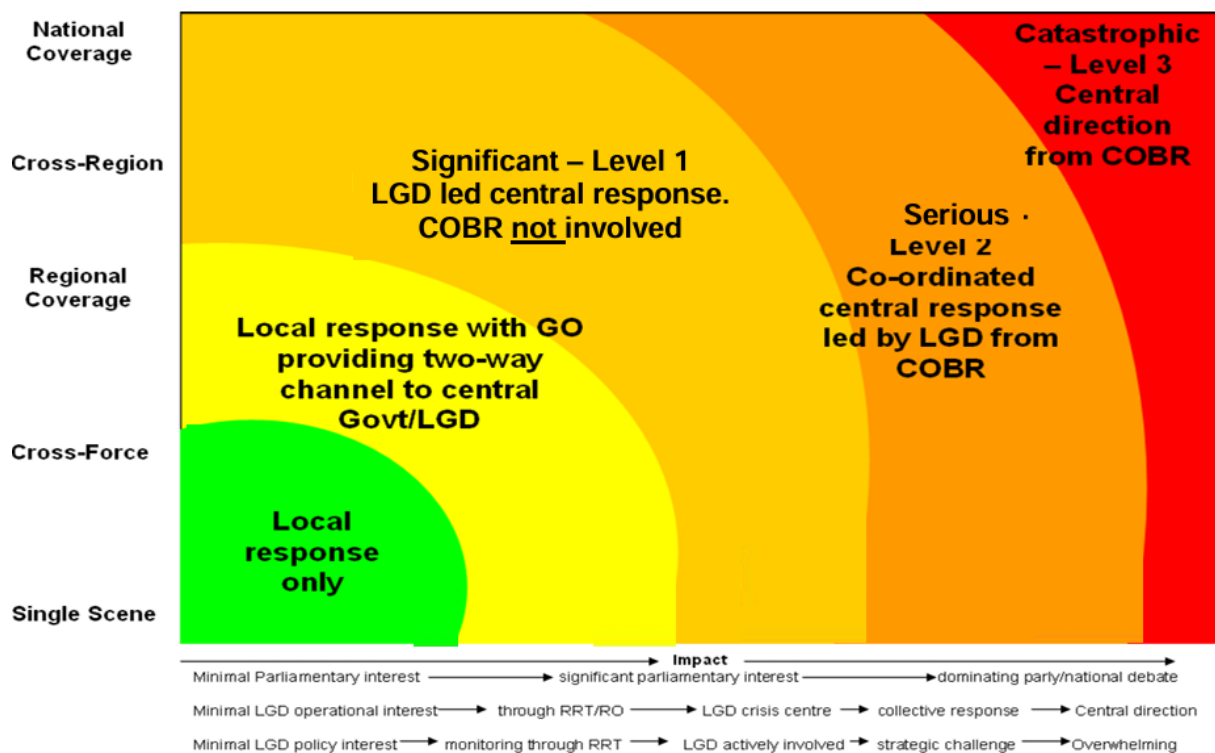 National
Coverage
Catastrophic
– Level 3
Central
direction
from COBR
Cross-Region
Significant – Level 1
LGD led central response.
COBR not involved
Serious ·
Level 2
Co-ordinated
central response
led by LGD from
COBR
Regional
Coverage
Local response with GO
providing two-way
channel to central
Govt/LGD
Cross-Force
Local
response
only
Single Scene
Impact
Minimal Parliamentary interest significant parliamentary interest dominating parly/national debate
Minimal LGD operational interest through RRT/RO LGD crisis centre collective response Central direction
Minimal LGD policy interest monitoring through RRT LGD actively involved strategic challenge Overwhelming